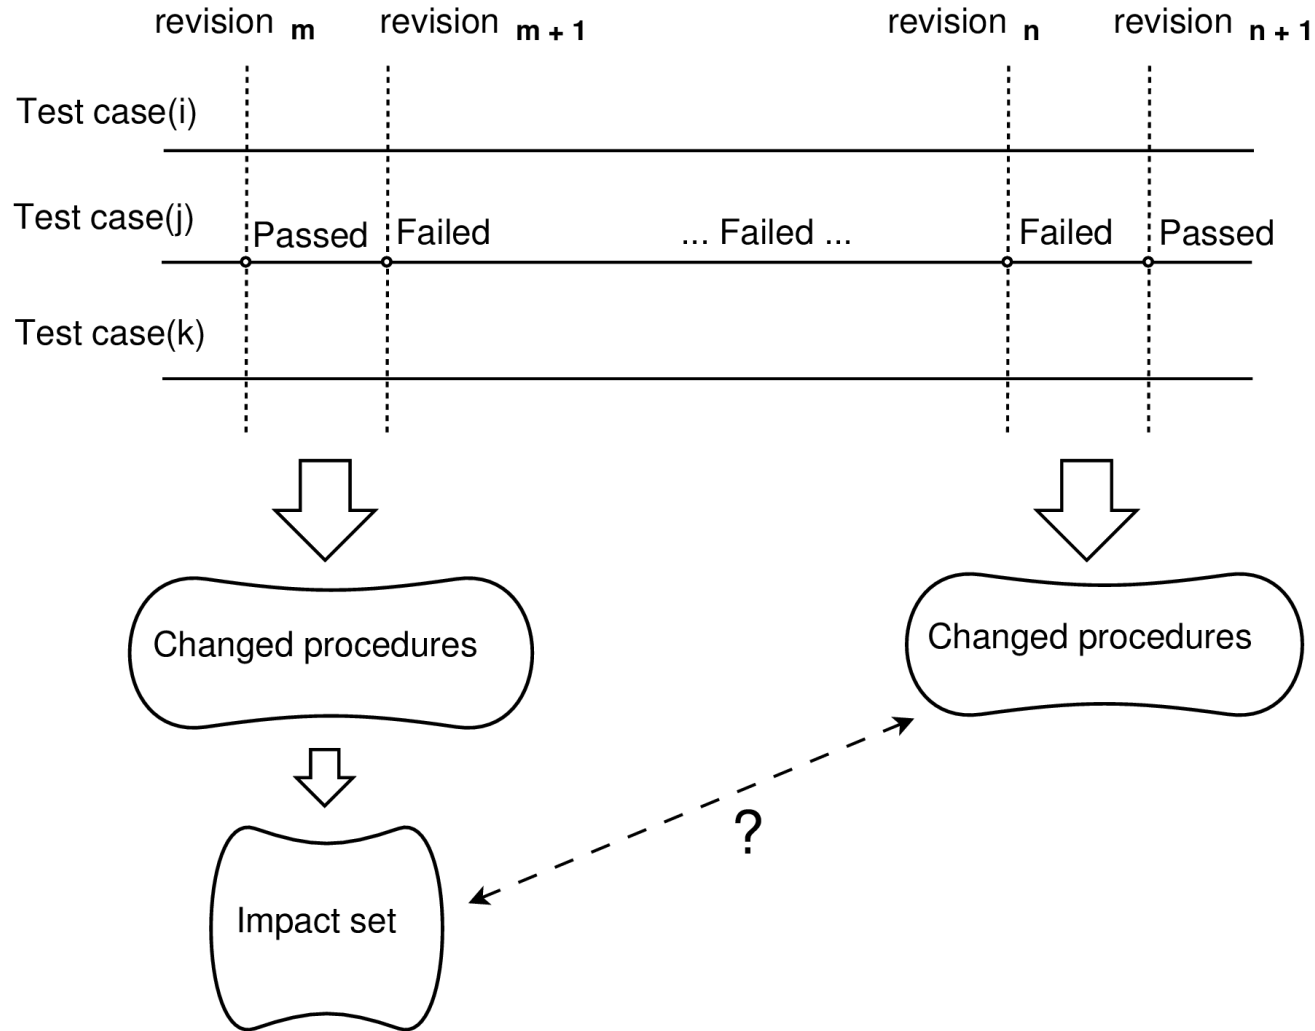 revision m revision m + 1 revision n revision n + 1
Test case(i)
Test case(j) Passed Failed ... Failed ... Failed Passed
Test case(k)
Changed procedures Changed procedures
?
Impact set